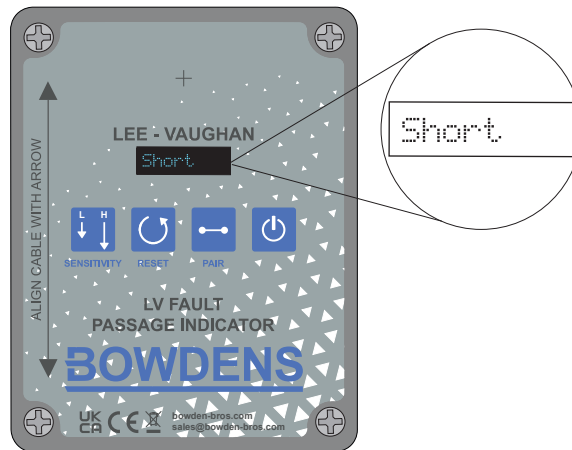 ALIGN CABLE WITH ARROW
LEE - VAUGHAN
Short
Short
L H
SENSITIVITY RESET PAIR
LV FAULT
PASSAGE INDICATOR
BOWDENS
UK
CA CE
bowden-bros.com
sales@bowden-bros.com